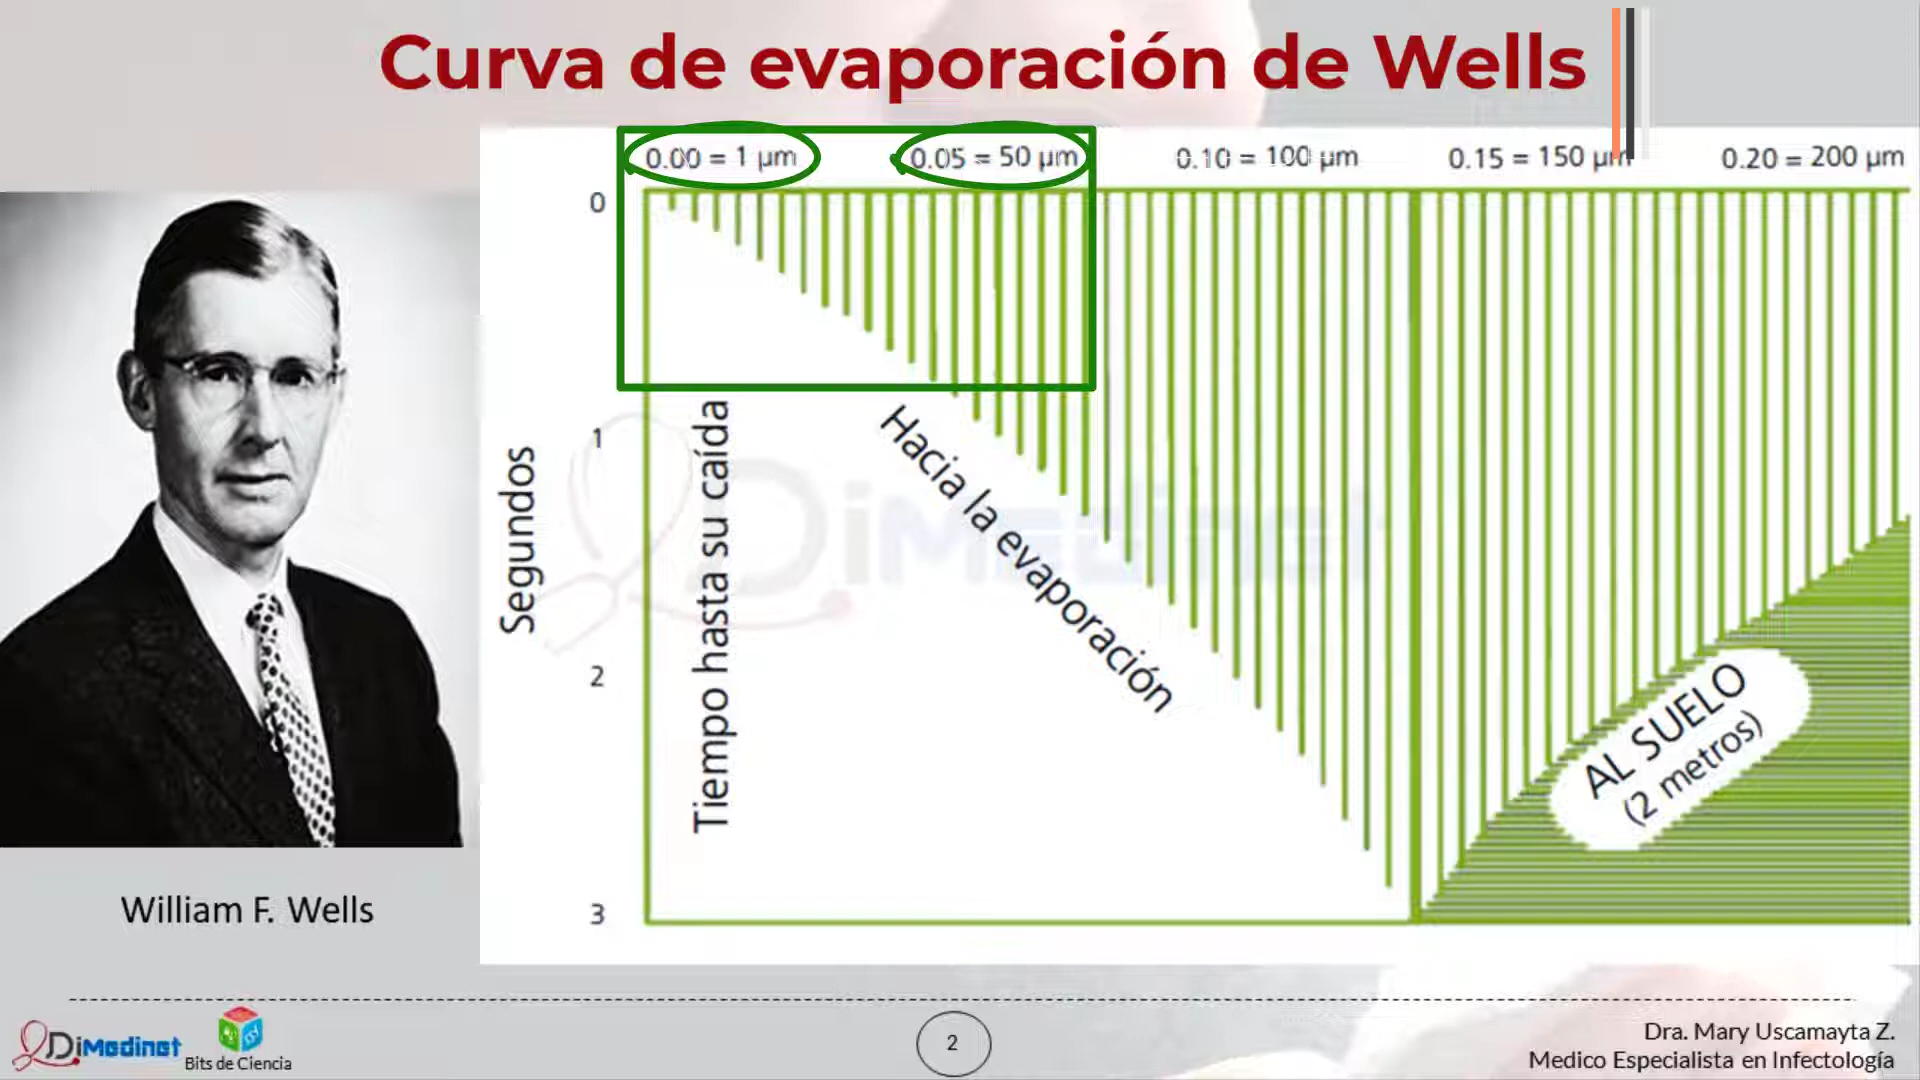 Curva de evaporación de Wells
0.00 = 1 µm
0.05 = 50 µm
0.10 = 100 µm
0.15 = 150 µm
0.20 = 200 µm
0
1
2
3
Segundos
Tiempo hasta su caída
Hacia la evaporación
AL SUELO
(2 metros)
DiMedinet
William F. Wells
DiMedinet
Bits de Ciencia
2
Dra. Mary Uscamayta Z.
Medico Especialista en Infectología